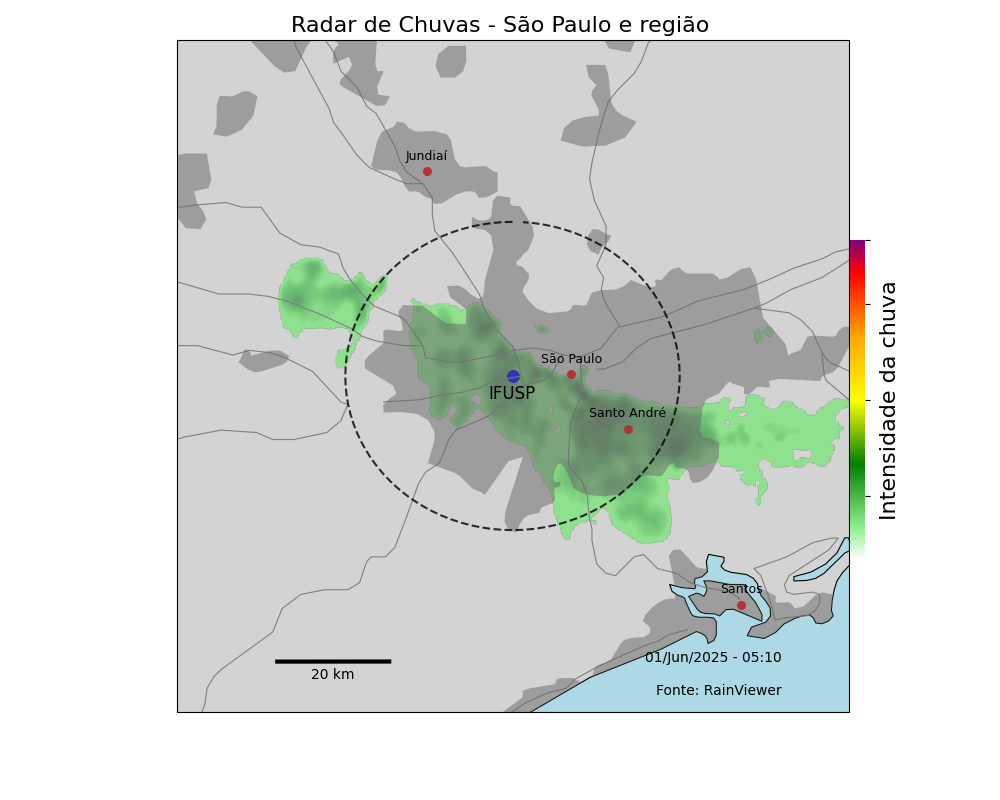 Radar de Chuvas - São Paulo e região
Jundiaí
São Paulo
IFUSP
Santo André
Intensidade da chuva
Santos
01/Jun/2025 - 05:10
20 km
Fonte: RainViewer